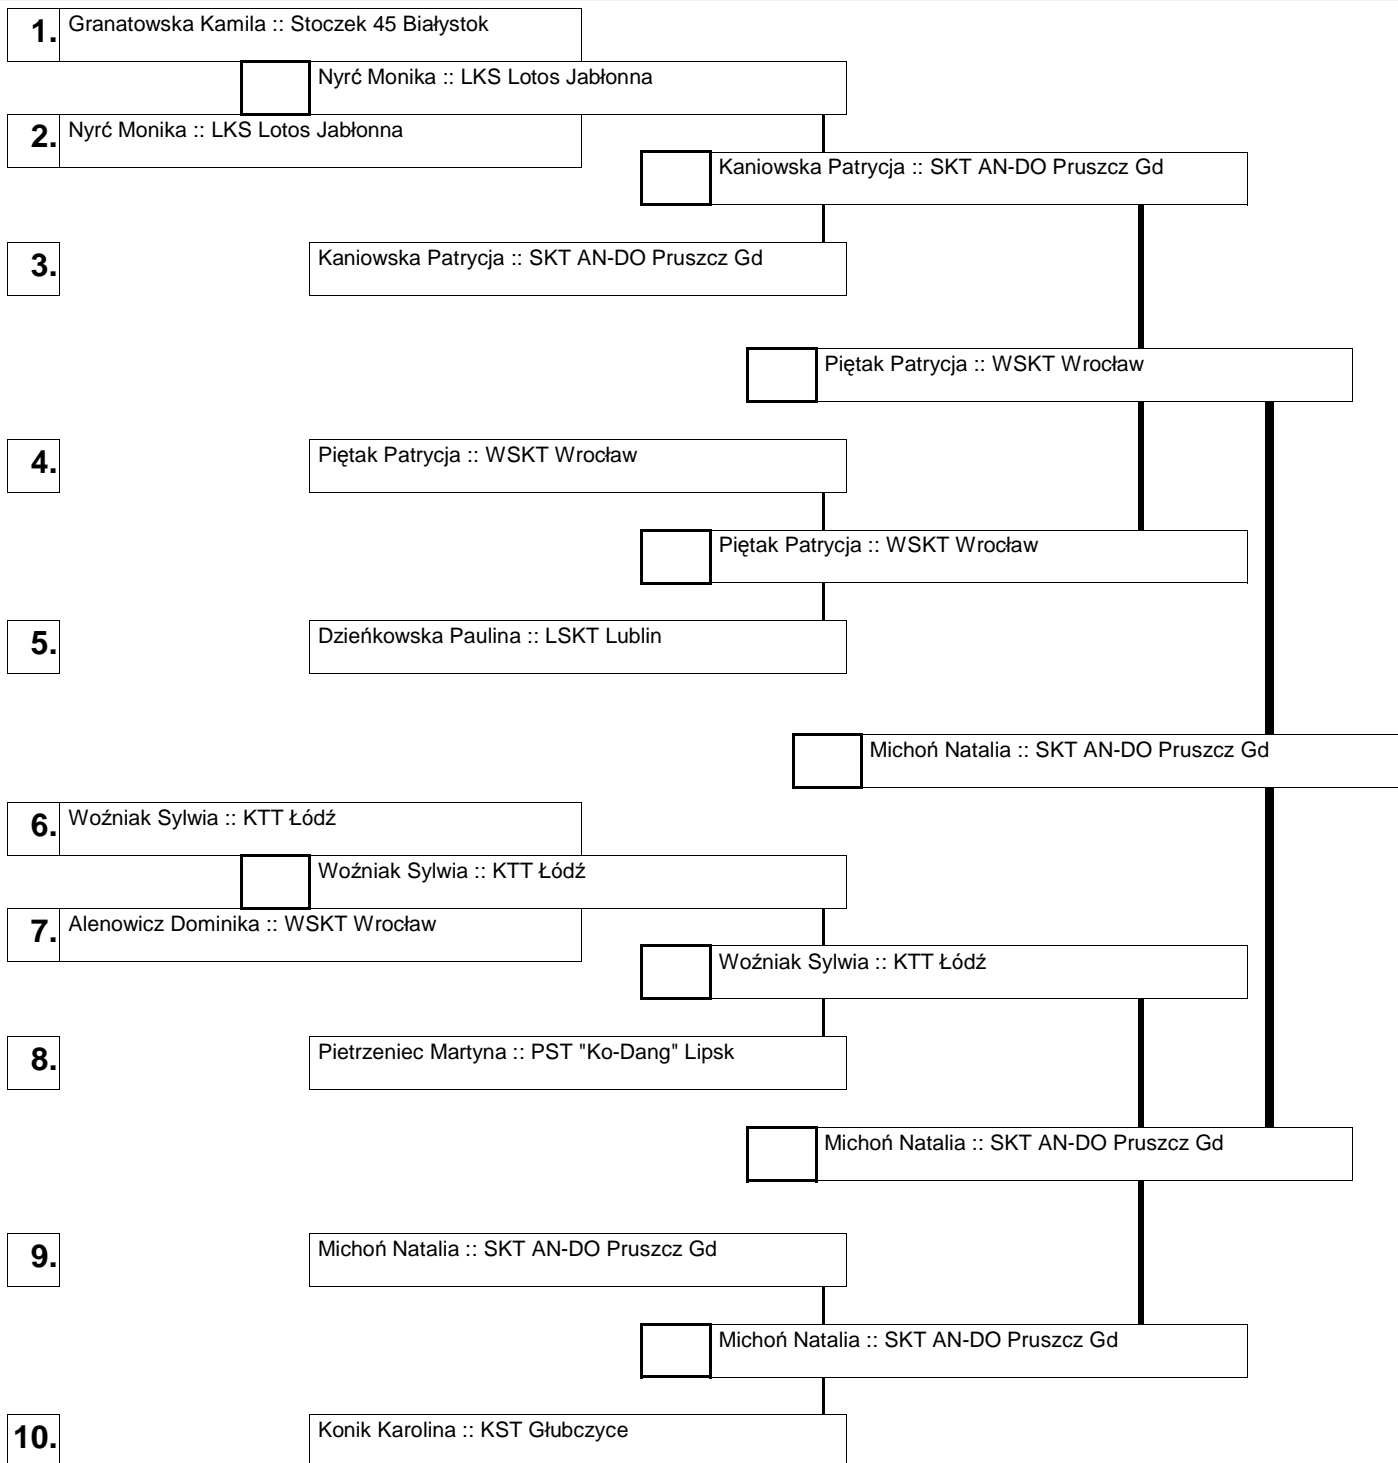 1. Granatowska Kamila :: Stoczek 45 Białystok
Nyrć Monika :: LKS Lotos Jabłonna
2. Nyrć Monika :: LKS Lotos Jabłonna
Kaniowska Patrycja :: SKT AN-DO Pruszcz Gd
3. Kaniowska Patrycja :: SKT AN-DO Pruszcz Gd
Piętak Patrycja :: WSKT Wrocław
4. Piętak Patrycja :: WSKT Wrocław
Piętak Patrycja :: WSKT Wrocław
5. Dzieńkowska Paulina :: LSKT Lublin
Michoń Natalia :: SKT AN-DO Pruszcz Gd
6. Woźniak Sylwia :: KTT Łódź
Woźniak Sylwia :: KTT Łódź
7. Alenowicz Dominika :: WSKT Wrocław
Woźniak Sylwia :: KTT Łódź
8. Pietrzeniec Martyna :: PST "Ko-Dang" Lipsk
Michoń Natalia :: SKT AN-DO Pruszcz Gd
9. Michoń Natalia :: SKT AN-DO Pruszcz Gd
Michoń Natalia :: SKT AN-DO Pruszcz Gd
10. Konik Karolina :: KST Głubczyce